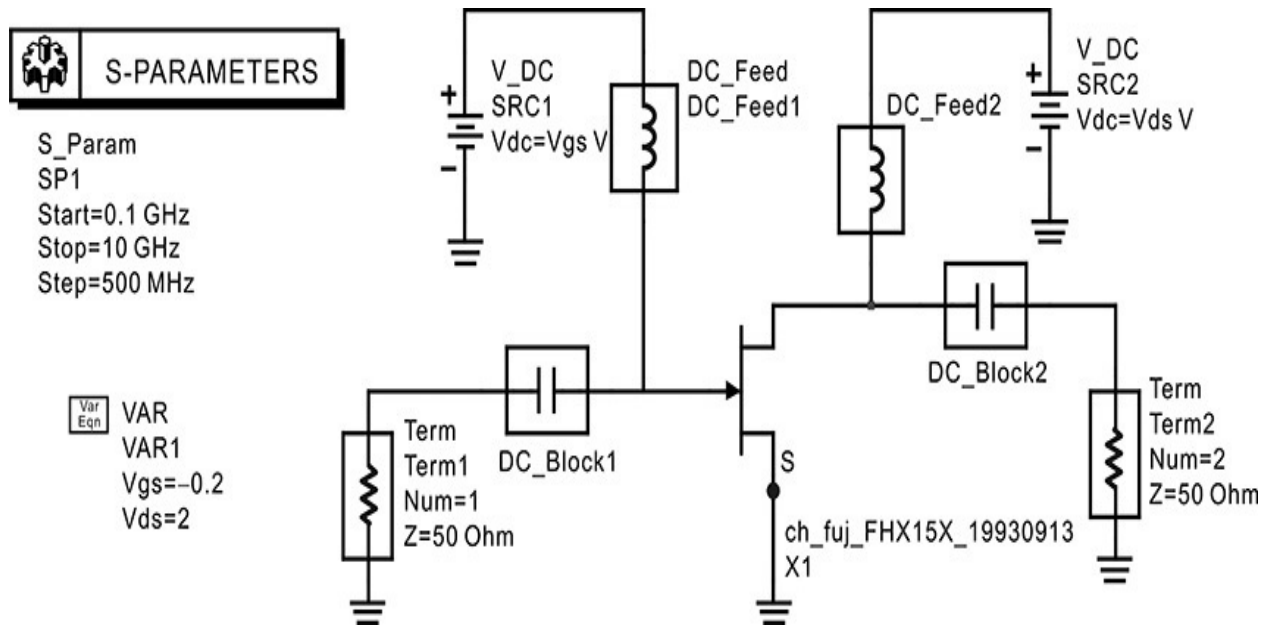 S-PARAMETERS
S_Param
SP1
Start=0.1 GHz
Stop=10 GHz
Step=500 MHz
Var
Eqn
VAR
VAR1
Vgs=−0.2
Vds=2
+
V_DC
SRC1
Vdc=Vgs V
−
DC_Feed
DC_Feed1
DC_Feed2
+
V_DC
SRC2
Vdc=Vds V
−
Term
Term1
Num=1
Z=50 Ohm
DC_Block1
S
ch_fuj_FHX15X_19930913
X1
DC_Block2
Term
Term2
Num=2
Z=50 Ohm